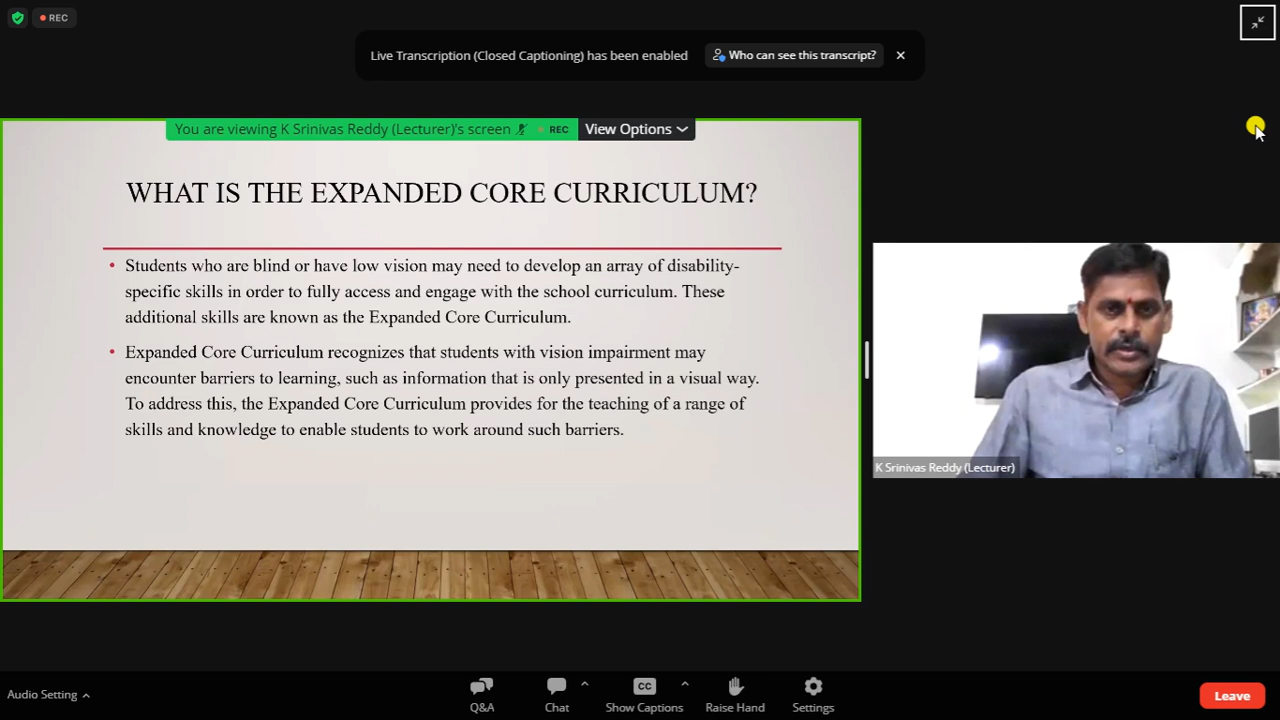 REC
Live Transcription (Closed Captioning) has been enabled
Who can see this transcript?
You are viewing K Srinivas Reddy (Lecturer)'s screen
REC
View Options
WHAT IS THE EXPANDED CORE CURRICULUM?
• Students who are blind or have low vision may need to develop an array of disability-
specific skills in order to fully access and engage with the school curriculum. These
additional skills are known as the Expanded Core Curriculum.
• Expanded Core Curriculum recognizes that students with vision impairment may
encounter barriers to learning, such as information that is only presented in a visual way.
To address this, the Expanded Core Curriculum provides for the teaching of a range of
skills and knowledge to enable students to work around such barriers.
K Srinivas Reddy (Lecturer)
Audio Setting
Q&A
Chat
CC
Show Captions
Raise Hand
Settings
Leave